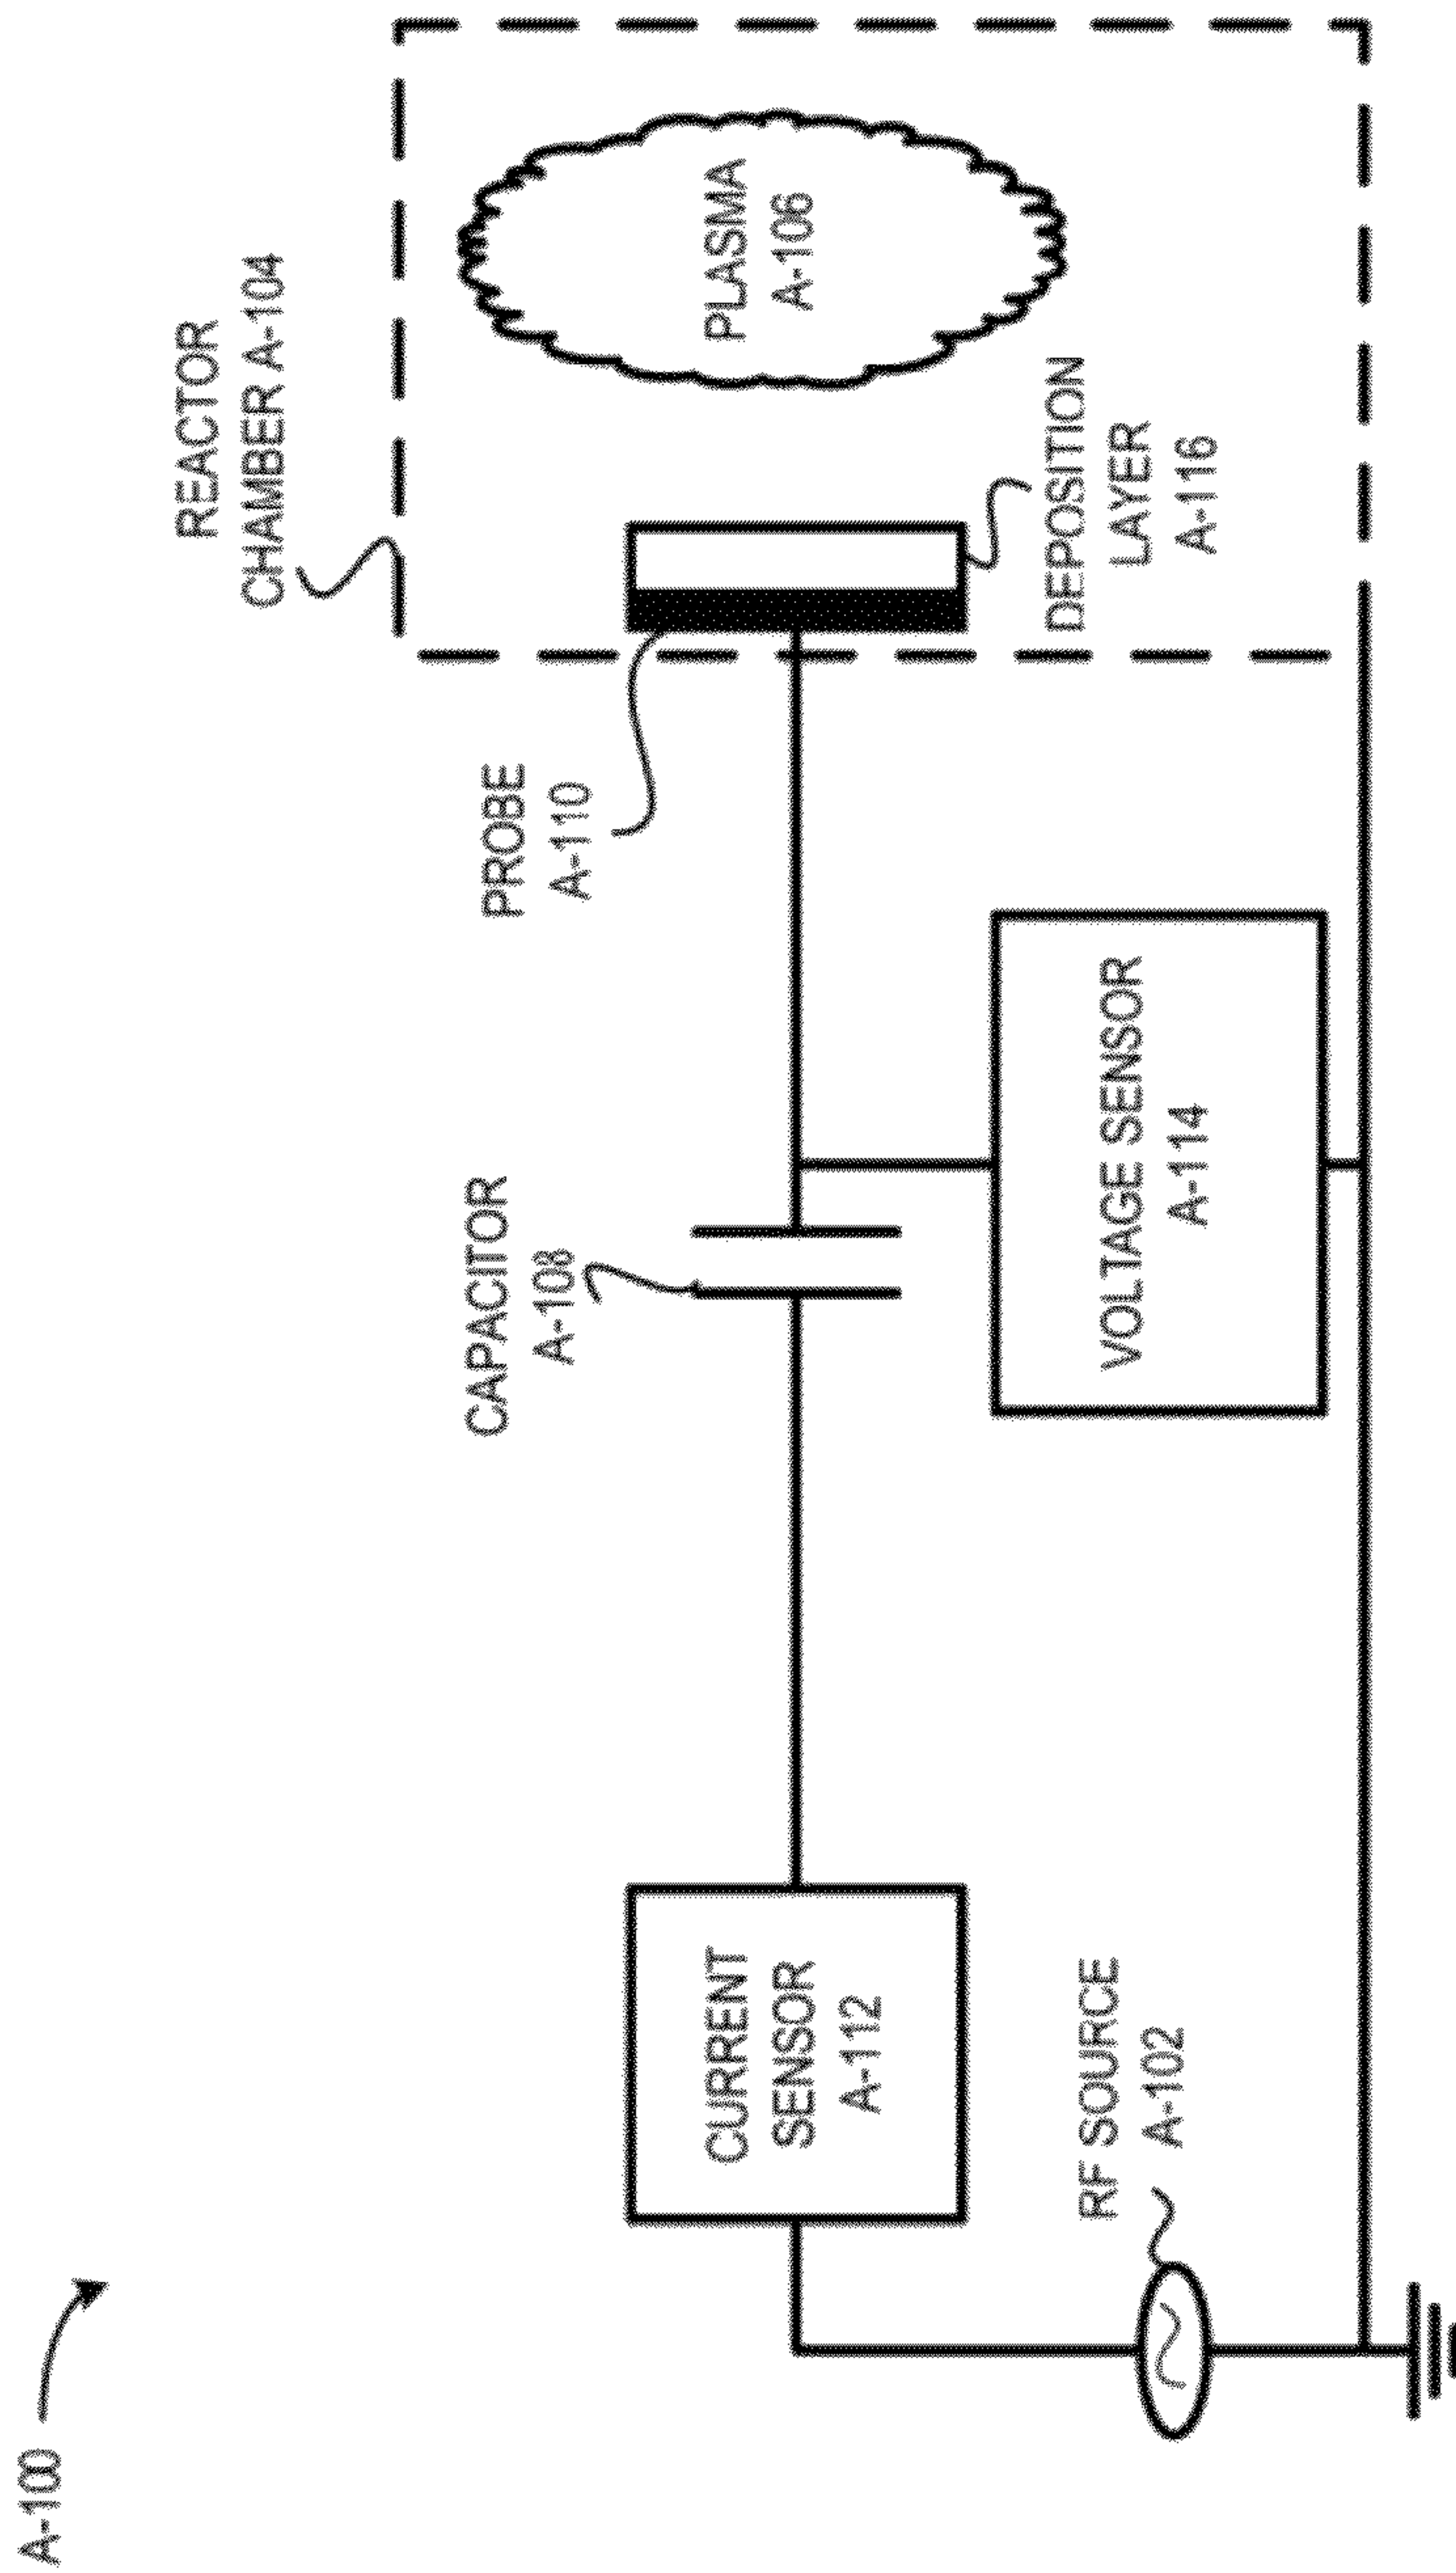 A-100
REACTOR
CHAMBER A-104
CAPACITOR
A-108
PROBE
A-110
CURRENT
SENSOR
A-112
PLASMA
A-106
RF SOURCE
A-102
VOLTAGE SENSOR
A-114
DEPOSITION
LAYER
A-116